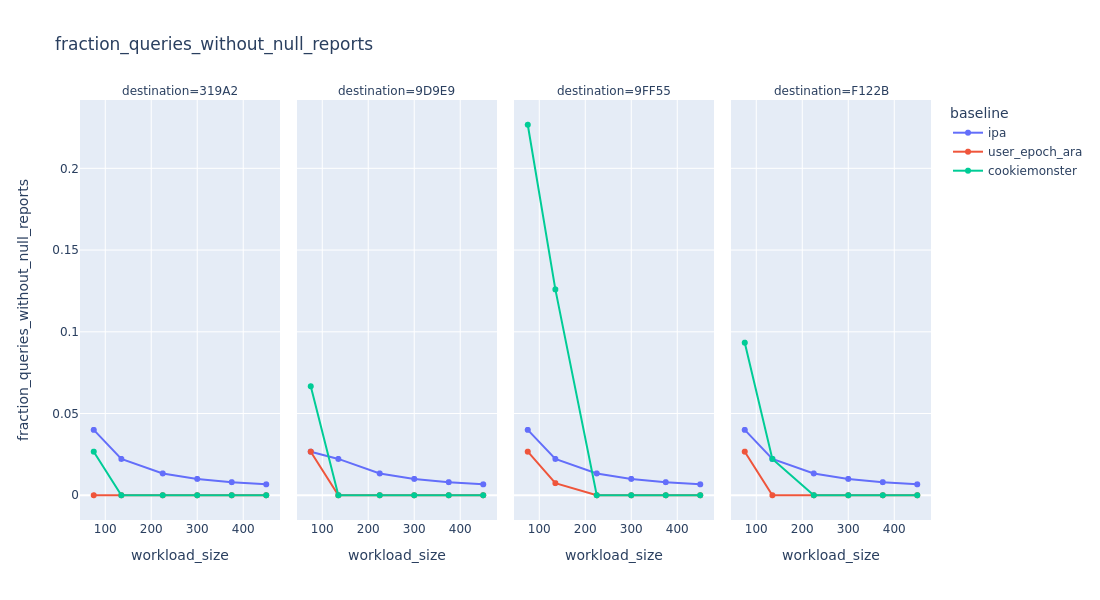 fraction_queries_without_null_reports
destination=319A2
destination=9D9E9
destination=9FF55
destination=F122B
baseline
ipa
user_epoch_ara
cookiemonster
fraction_queries_without_null_reports
0.2
0.15
0.1
0.05
0
100 200 300 400
100 200 300 400
100 200 300 400
100 200 300 400
workload_size
workload_size
workload_size
workload_size